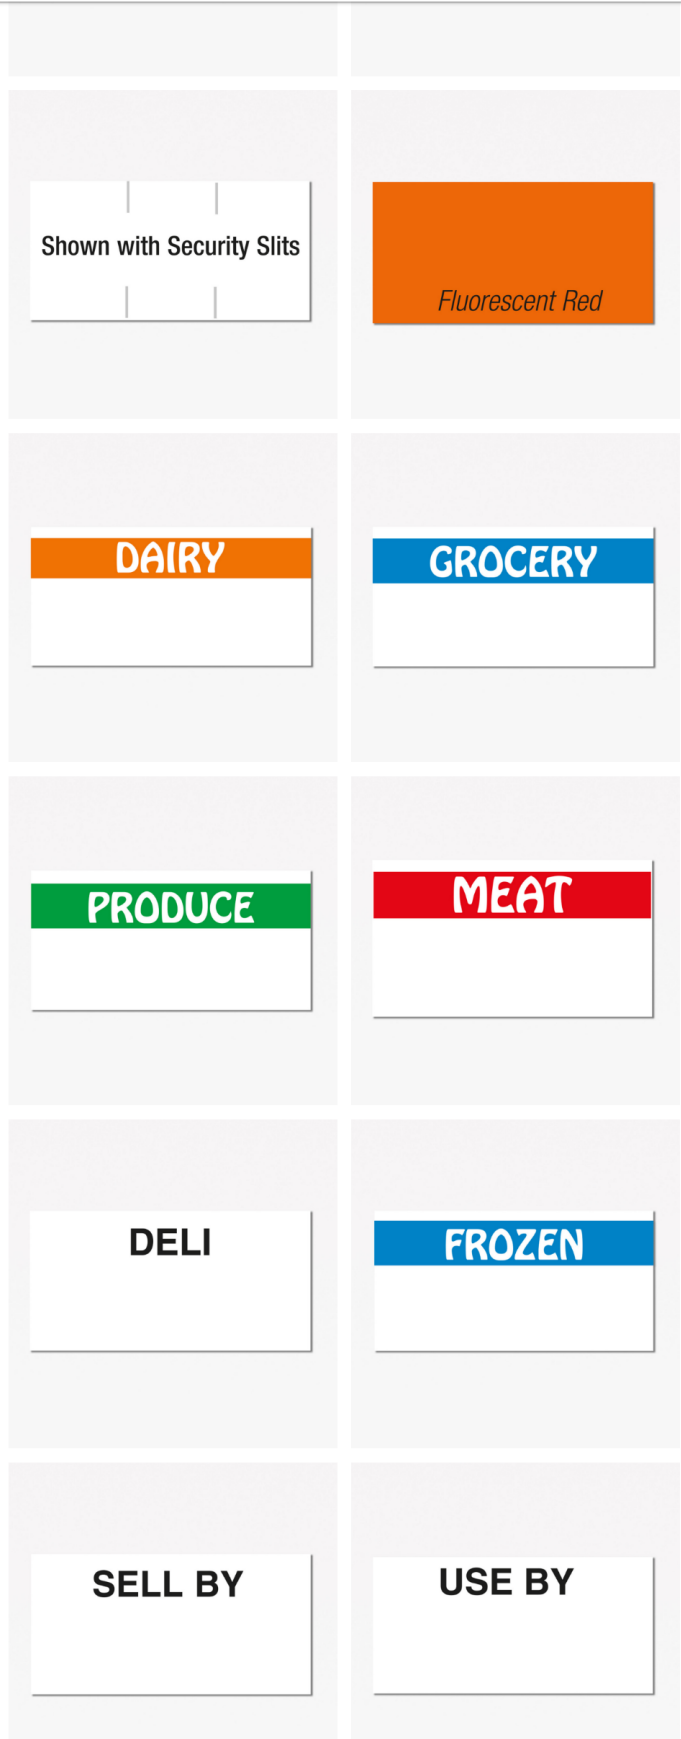 Shown with Security Slits
Fluorescent Red
DAIRY
GROCERY
PRODUCE
MEAT
DELI
FROZEN
SELL BY
USE BY